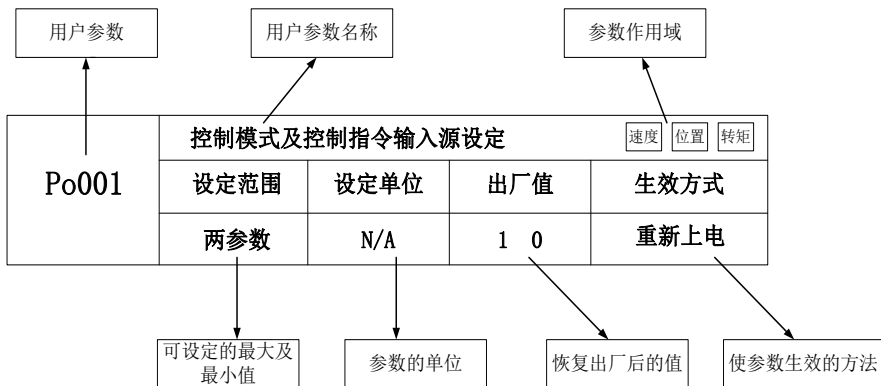 用户参数 用户参数名称 参数作用域
控制模式及控制指令输入源设定 速度 位置 转矩
Po001 设定范围 设定单位 出厂值 生效方式
两参数 N/A 1 0 重新上电
可设定的最大及
最小值
参数的单位 恢复出厂后的值 使参数生效的方法